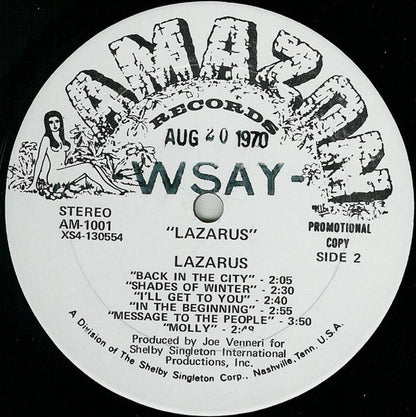 AMAZON
RECORDS
AUG 20 1970
-WSAY-
STEREO
AM-1001
XS4-130554
"LAZARUS"
PROMOTIONAL
COPY
SIDE 2
LAZARUS
"BACK IN THE CITY" - 2:05
"SHADES OF WINTER" - 2:30
"I'LL GET TO YOU" - 2:40
"IN THE BEGINNING" - 2:55
"MESSAGE TO THE PEOPLE" - 3:50
"MOLLY" - 2:48
Produced by Joe Venneri for
Shelby Singleton International
Productions, Inc.
A Division of The Shelby Singleton Corp., Nashville, Tenn. U.S.A.